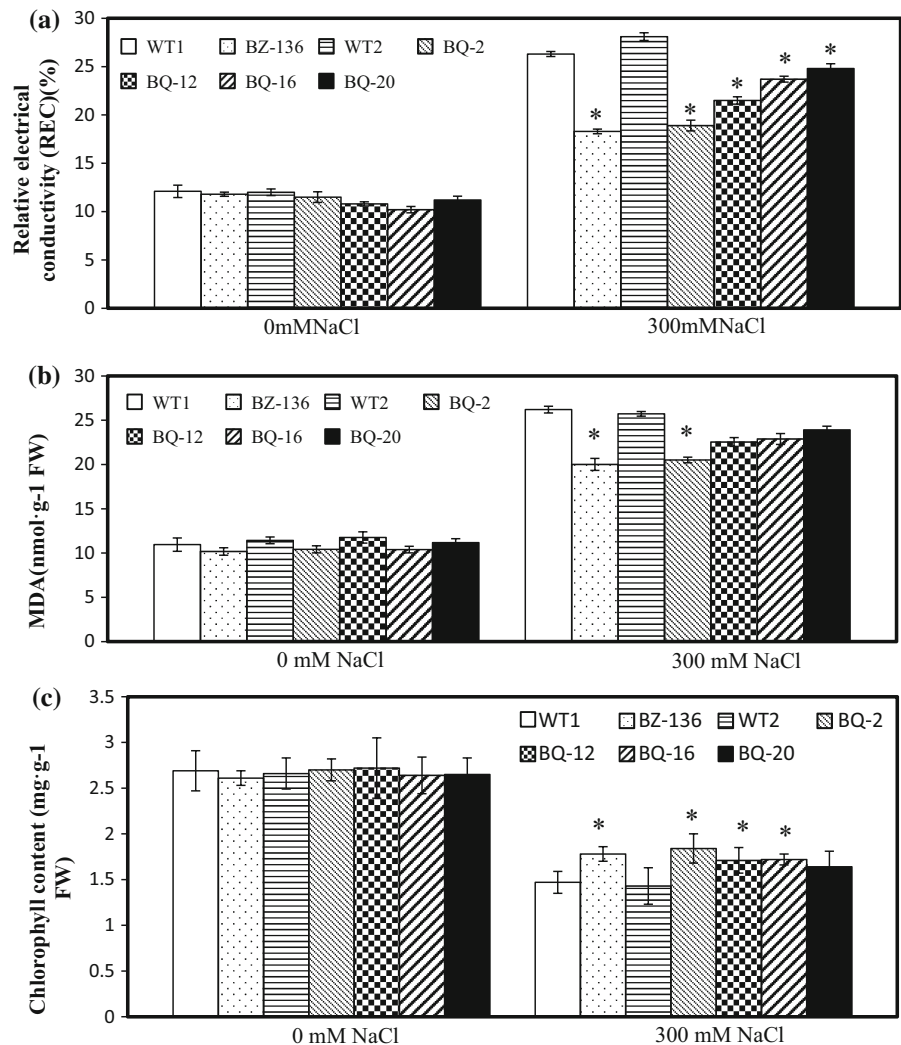 (a)
Relative electrical
conductivity (REC)(%)
30
25
20
15
10
5
0
WT1 BZ-136 WT2 BQ-2
BQ-12 BQ-16 BQ-20
* * * * *
0mMNaCl 300mMNaCl
(b)
MDA(nmol·g-1 FW)
30
25
20
15
10
5
0
WT1 BZ-136 WT2 BQ-2
BQ-12 BQ-16 BQ-20
* *
0 mM NaCl 300 mM NaCl
(c)
Chlorophyll content (mg·g-1
FW)
3.5
3
2.5
2
1.5
1
0.5
0
WT1 BZ-136 WT2 BQ-2
BQ-12 BQ-16 BQ-20
* * * *
0 mM NaCl 300 mM NaCl